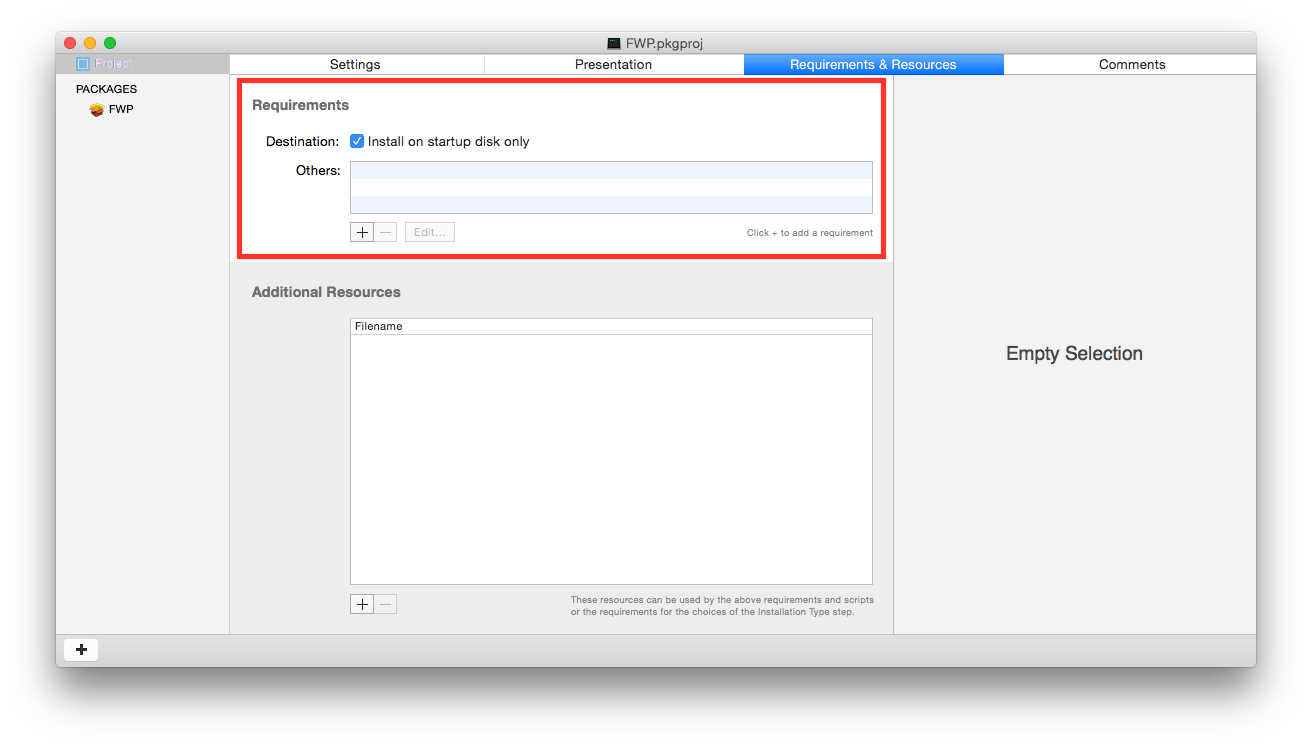 FWP.pkgproj
Project
Settings
Presentation
Requirements & Resources
Comments
PACKAGES
FWP
Requirements
Destination:
Install on startup disk only
Others:
Edit...
Click + to add a requirement
Additional Resources
Filename
Empty Selection
These resources can be used by the above requirements and scripts
or the requirements for the choices of the Installation Type step.